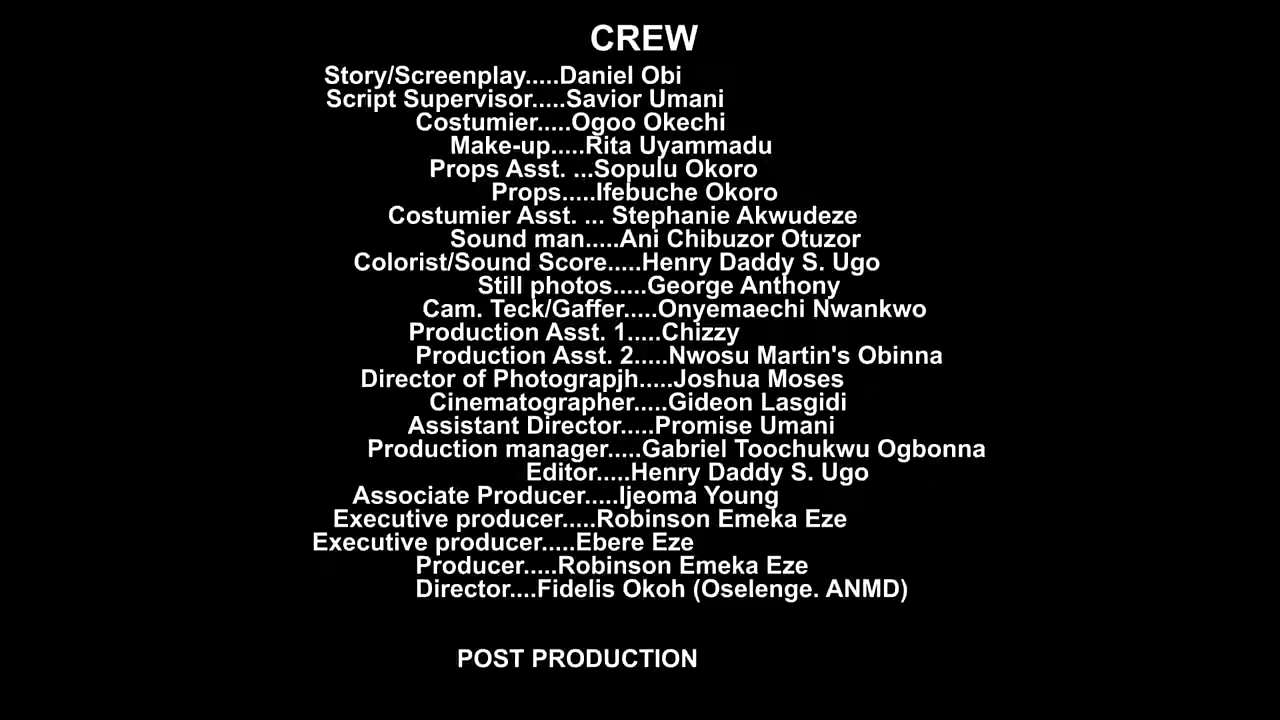 CREW
Story/Screenplay.....Daniel Obi
Script Supervisor.....Savior Umani
Costumier.....Ogoo Okechi
Make-up.....Rita Uyammadu
Props Asst. ...Sopulu Okoro
Props.....Ifebuche Okoro
Costumier Asst. ... Stephanie Akwudeze
Sound man.....Ani Chibuzor Otuzor
Colorist/Sound Score.....Henry Daddy S. Ugo
Still photos.....George Anthony
Cam. Teck/Gaffer.....Onyemaechi Nwankwo
Production Asst. 1.....Chizzy
Production Asst. 2.....Nwosu Martin's Obinna
Director of Photograpjh.....Joshua Moses
Cinematographer.....Gideon Lasgidi
Assistant Director.....Promise Umani
Production manager.....Gabriel Toochukwu Ogbonna
Editor.....Henry Daddy S. Ugo
Associate Producer.....Ijeoma Young
Executive producer.....Robinson Emeka Eze
Executive producer.....Ebere Eze
Producer.....Robinson Emeka Eze
Director....Fidelis Okoh (Oselenge. ANMD)
POST PRODUCTION